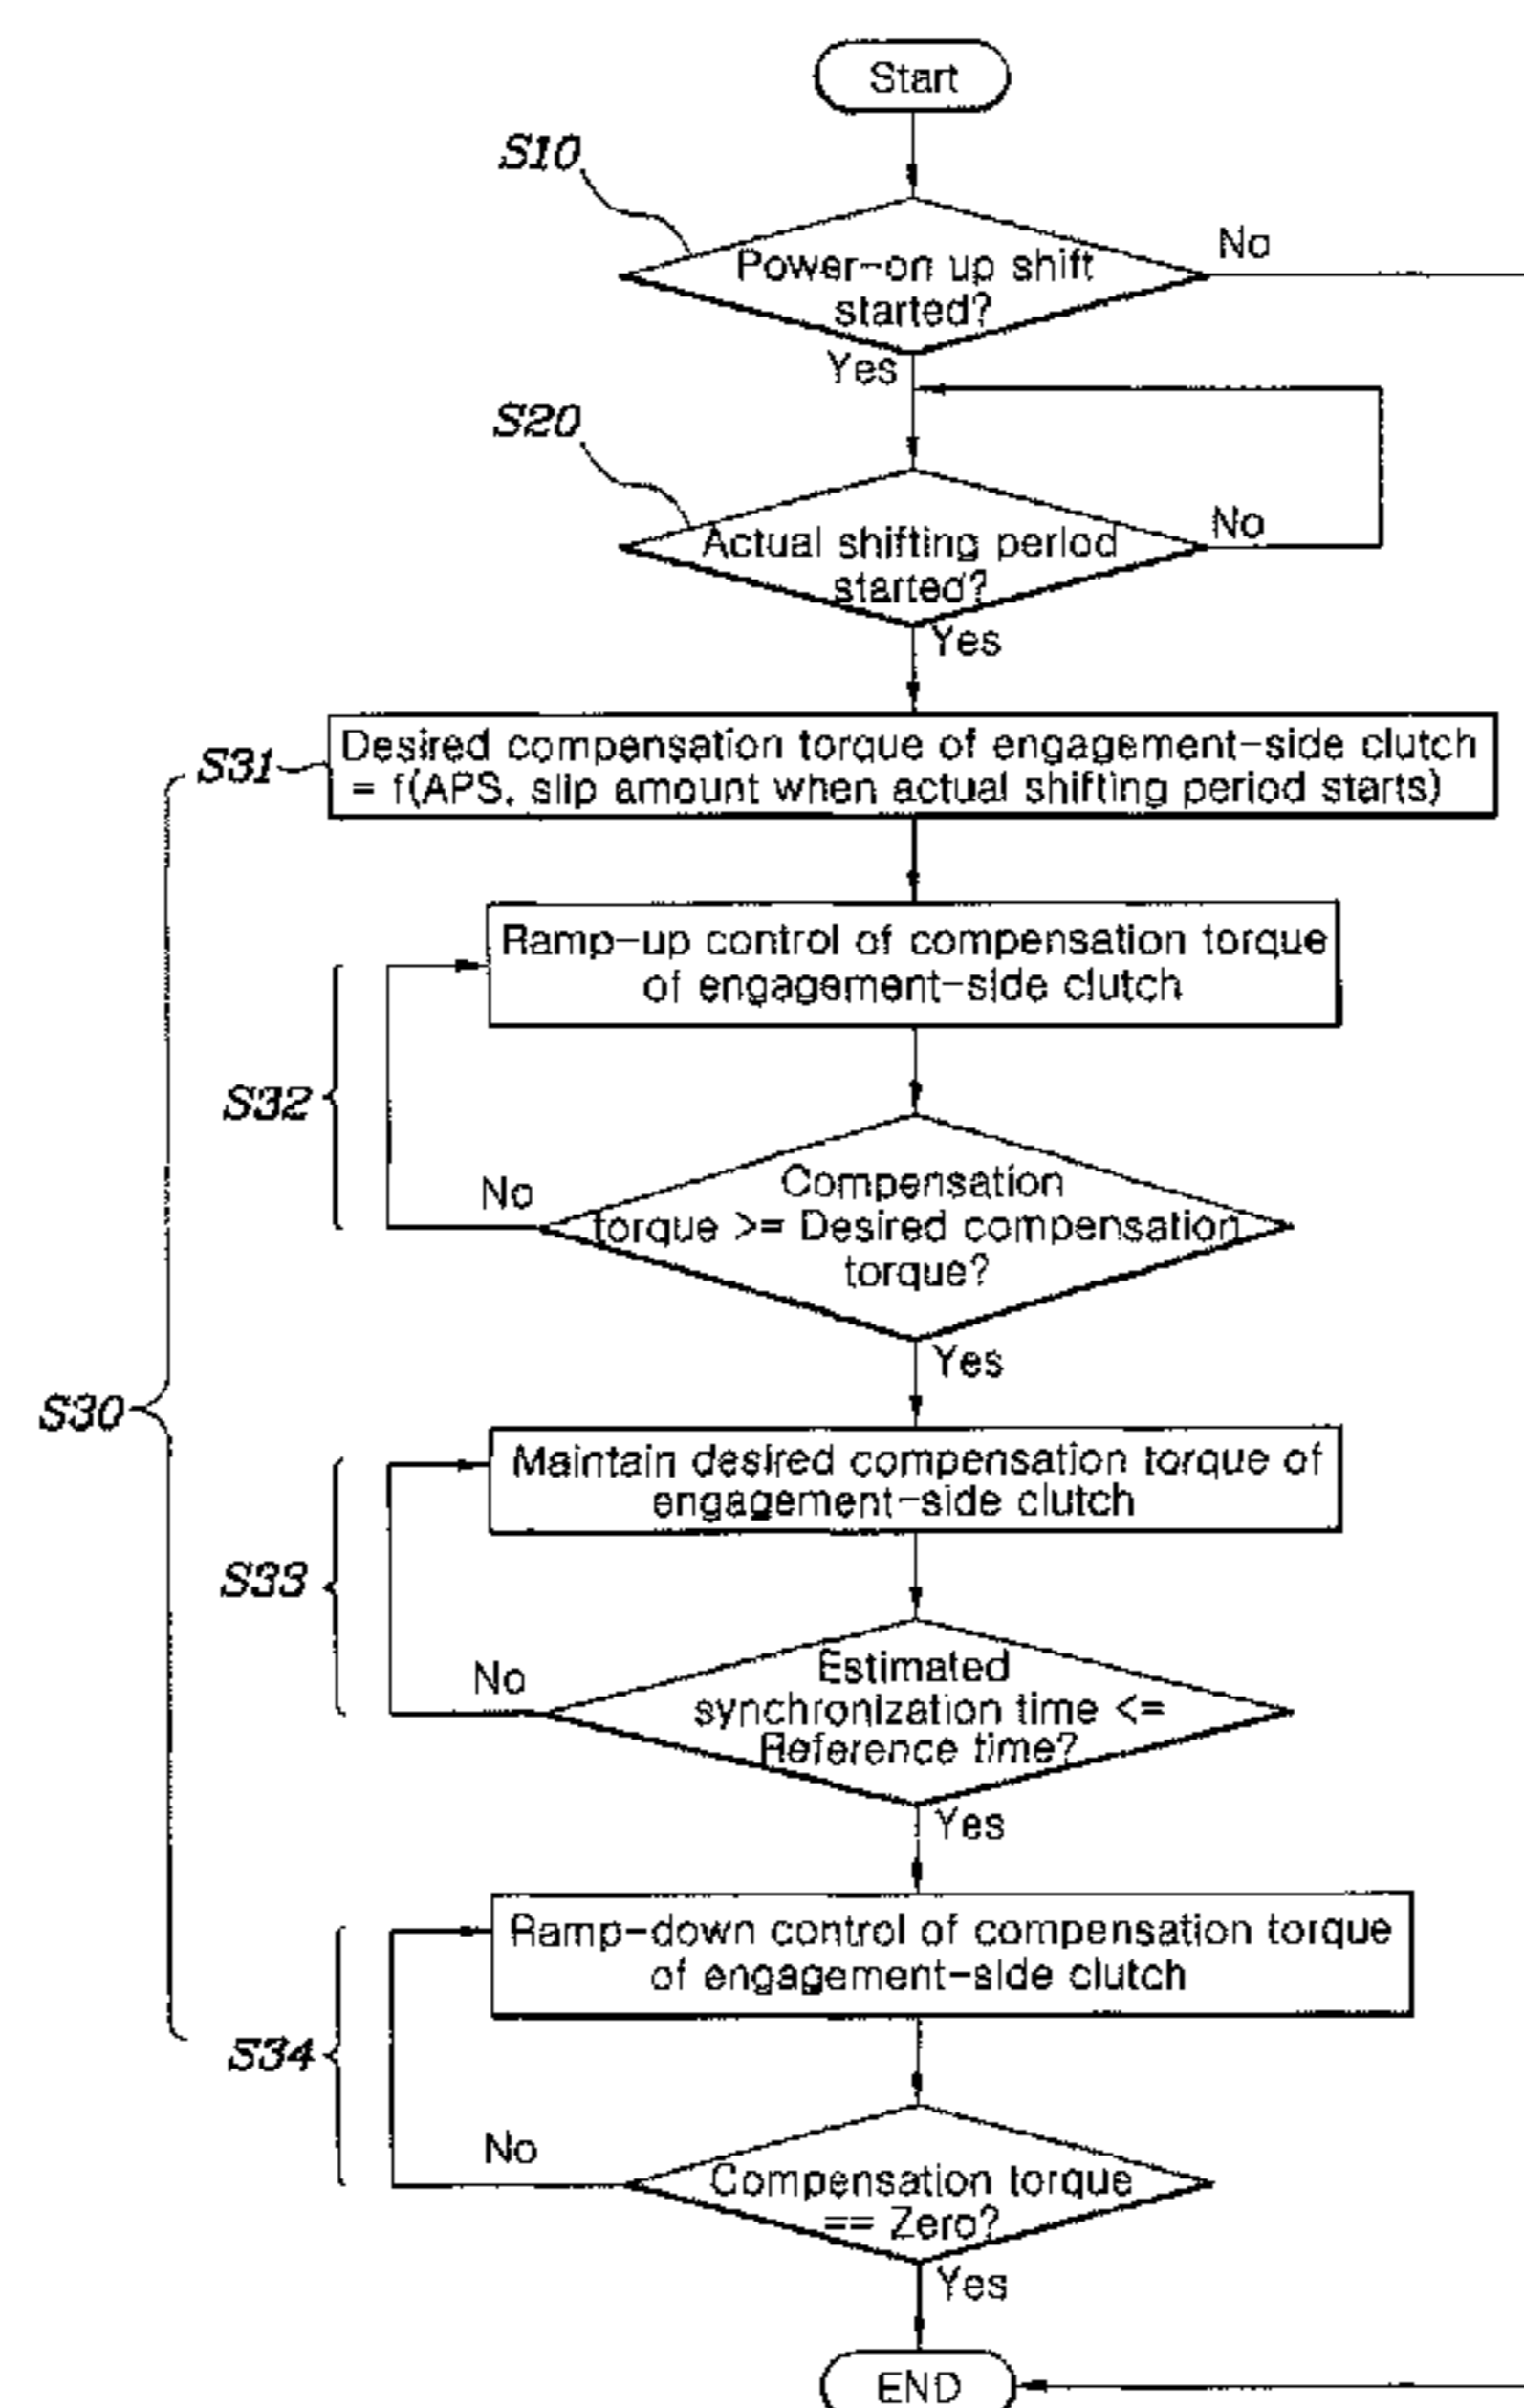 Start
S10
No
Power-on up shift
started?
Yes
S20
No
Actual shifting period
started?
Yes
S31
Desired compensation torque of engagement-side clutch
= f(APS, slip amount when actual shifting period starts)
Ramp-up control of compensation torque
of engagement-side clutch
S32
No
Compensation
torque >= Desired compensation
torque?
Yes
S30
Maintain desired compensation torque of
engagement-side clutch
S33
No
Estimated
synchronization time <=
Reference time?
Yes
Ramp-down control of compensation torque
of engagement-side clutch
S34
No
Compensation torque
== Zero?
Yes
END